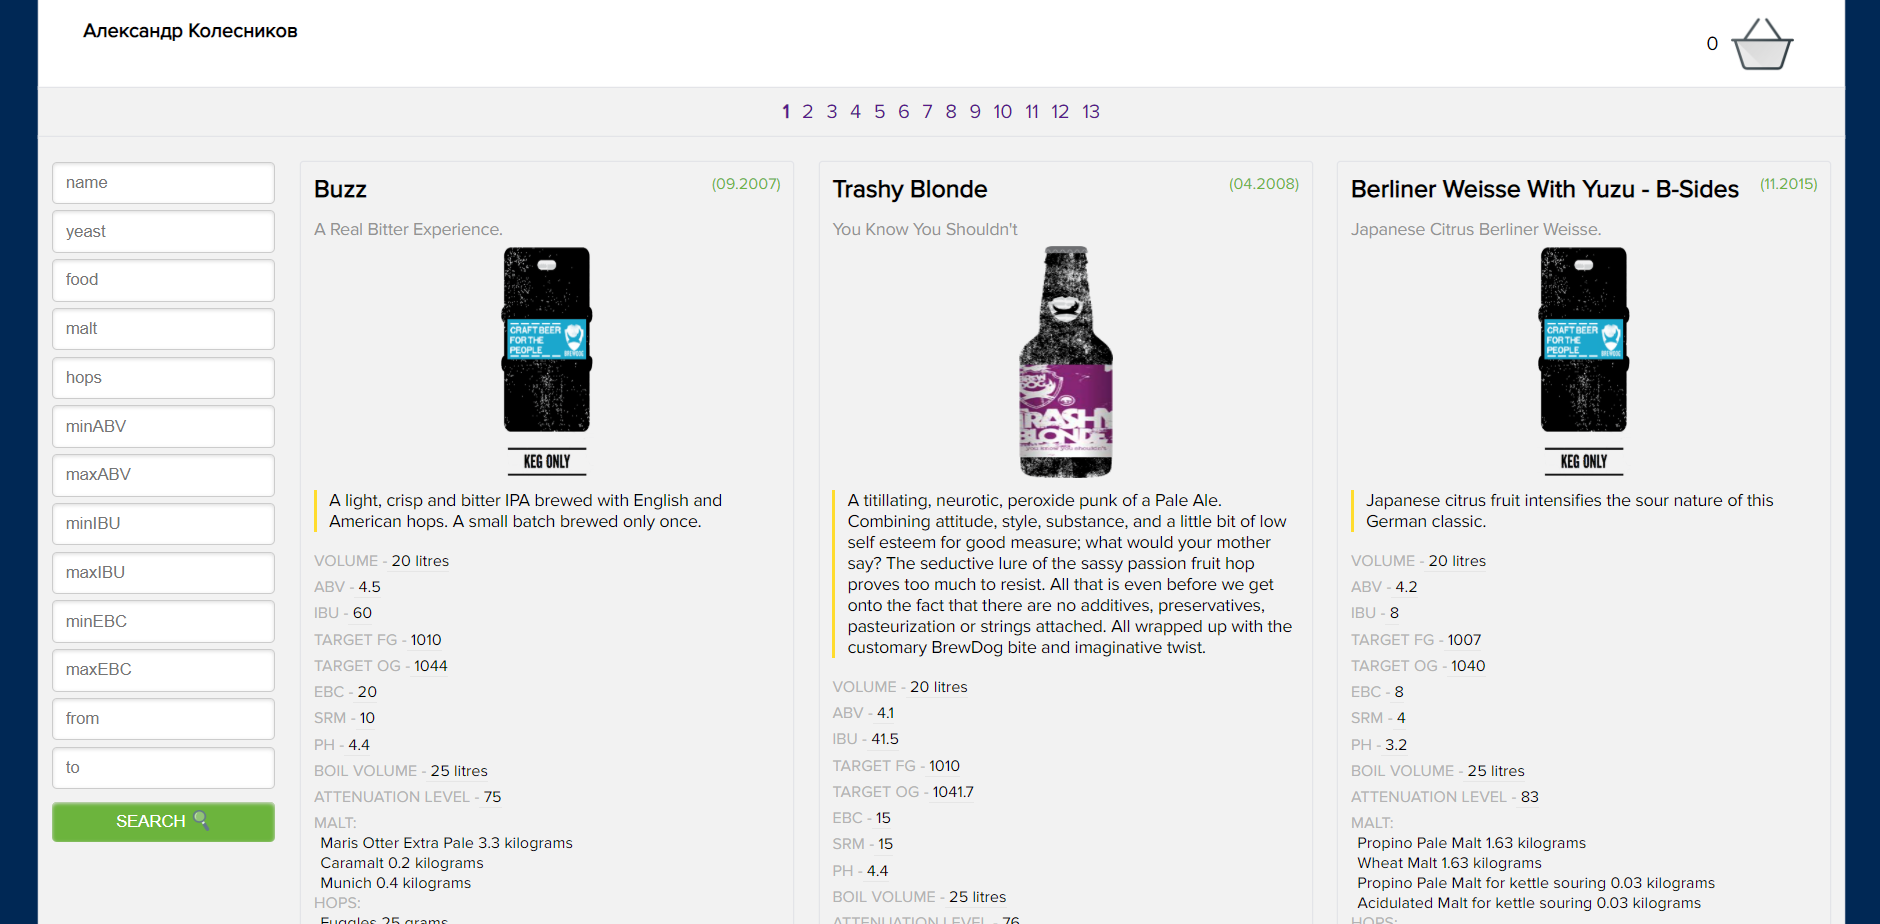 Александр Колесников
0
1 2 3 4 5 6 7 8 9 10 11 12 13
name
yeast
food
malt
hops
minABV
maxABV
minIBU
maxIBU
minEBC
maxEBC
from
to
SEARCH
Buzz
(09.2007)
A Real Bitter Experience.
CRAFT BEER
FOR THE
PEOPLE
BREWDOG
KEG ONLY
A light, crisp and bitter IPA brewed with English and
American hops. A small batch brewed only once.
VOLUME - 20 litres
ABV - 4.5
IBU - 60
TARGET FG - 1010
TARGET OG - 1044
EBC - 20
SRM - 10
PH - 4.4
BOIL VOLUME - 25 litres
ATTENUATION LEVEL - 75
MALT:
Maris Otter Extra Pale 3.3 kilograms
Caramalt 0.2 kilograms
Munich 0.4 kilograms
HOPS:
Fuggles 25 grams
Trashy Blonde
(04.2008)
You Know You Shouldn't
TRASHY
BLONDE
A titillating, neurotic, peroxide punk of a Pale Ale.
Combining attitude, style, substance, and a little bit of low
self esteem for good measure; what would your mother
say? The seductive lure of the sassy passion fruit hop
proves too much to resist. All that is even before we get
onto the fact that there are no additives, preservatives,
pasteurization or strings attached. All wrapped up with the
customary BrewDog bite and imaginative twist.
VOLUME - 20 litres
ABV - 4.1
IBU - 41.5
TARGET FG - 1010
TARGET OG - 1041.7
EBC - 15
SRM - 15
PH - 4.4
BOIL VOLUME - 25 litres
ATTENUATION LEVEL - 76
Berliner Weisse With Yuzu - B-Sides
(11.2015)
Japanese Citrus Berliner Weisse.
CRAFT BEER
FOR THE
PEOPLE
BREWDOG
KEG ONLY
Japanese citrus fruit intensifies the sour nature of this
German classic.
VOLUME - 20 litres
ABV - 4.2
IBU - 8
TARGET FG - 1007
TARGET OG - 1040
EBC - 8
SRM - 4
PH - 3.2
BOIL VOLUME - 25 litres
ATTENUATION LEVEL - 83
MALT:
Propino Pale Malt 1.63 kilograms
Wheat Malt 1.63 kilograms
Propino Pale Malt for kettle souring 0.03 kilograms
Acidulated Malt for kettle souring 0.03 kilograms
HOPS: